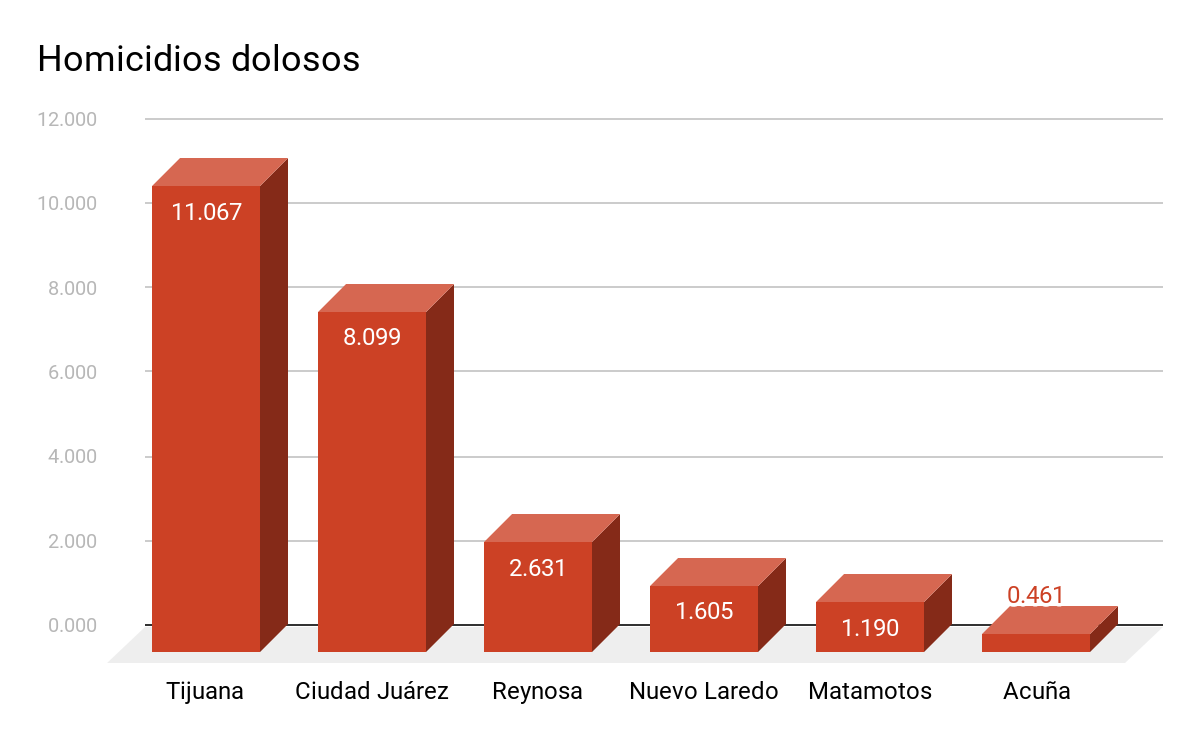 Homicidios dolosos
12.000
10.000
8.000
6.000
4.000
2.000
0.000
11.067
8.099
2.631
1.605
1.190
0.461
Tijuana
Ciudad Juárez
Reynosa
Nuevo Laredo
Matamotos
Acuña